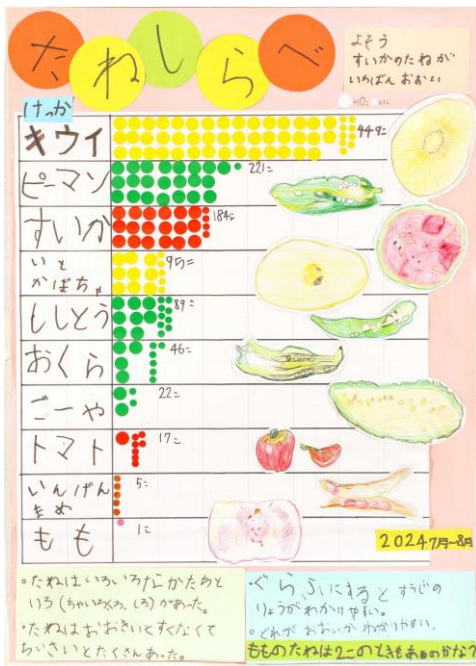 たねしらべ
よそう
すいかのたねが
いちばんおおい
●10こ ●1こ
けっか
キウイ 449こ
ピーマン 221こ
すいか 184こ
いと
かぼちゃ 95こ
ししとう 89こ
おくら 46こ
ごーや 22こ
トマト 17こ
いんげん
まめ 5こ
もも 1こ
2024.7月~8月
・たねはいろいろなかたちと
いろ(ちゃいろ、くろ、しろ)があった。
・たねはおおきいとすくなくて
ちいさいとたくさんあった。
・ぐらふにすると すうじの
りょうがわかりやすい。
・どれが おおいか わかりやすい。
もものたねは2このときもあるのかな?